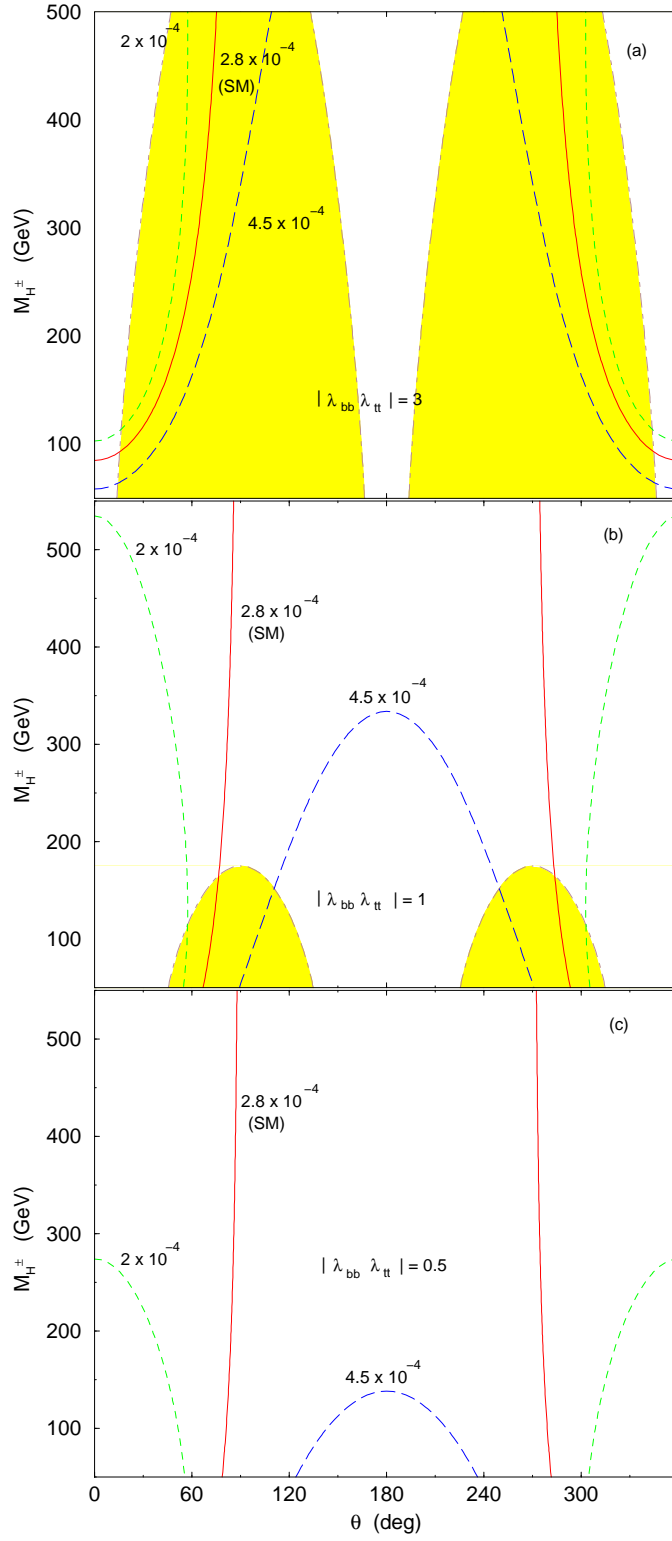 500
2 x 10⁻⁴
2.8 x 10⁻⁴
(SM)
(a)
400
4.5 x 10⁻⁴
300
M_H^± (GeV)
200
| λ_bb λ_tt | = 3
100
500
2 x 10⁻⁴
(b)
2.8 x 10⁻⁴
(SM)
400
4.5 x 10⁻⁴
300
M_H^± (GeV)
200
| λ_bb λ_tt | = 1
100
500
(c)
2.8 x 10⁻⁴
(SM)
400
300
M_H^± (GeV)
2 x 10⁻⁴
| λ_bb λ_tt | = 0.5
200
4.5 x 10⁻⁴
100
0 60 120 180 240 300
θ (deg)